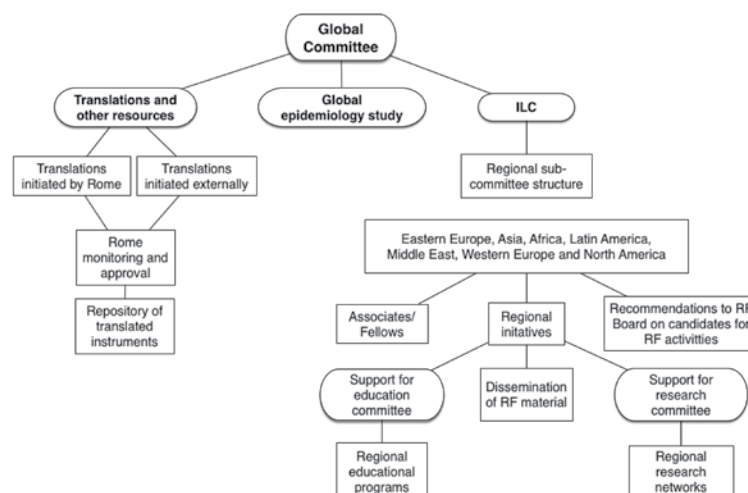 Global
Committee
Translations and
other resources
Global
epidemiology study
ILC
Translations
initiated by Rome
Translations
initiated externally
Regional sub-
committee structure
Rome
monitoring and
approval
Repository of
translated
instruments
Eastern Europe, Asia, Africa, Latin America,
Middle East, Western Europe and North America
Associates/
Fellows
Regional
initatives
Recommendations to RF
Board on candidates for
RF activitties
Support for
education
committee
Dissemination
of RF material
Support for
research
committee
Regional
educational
programs
Regional
research
networks